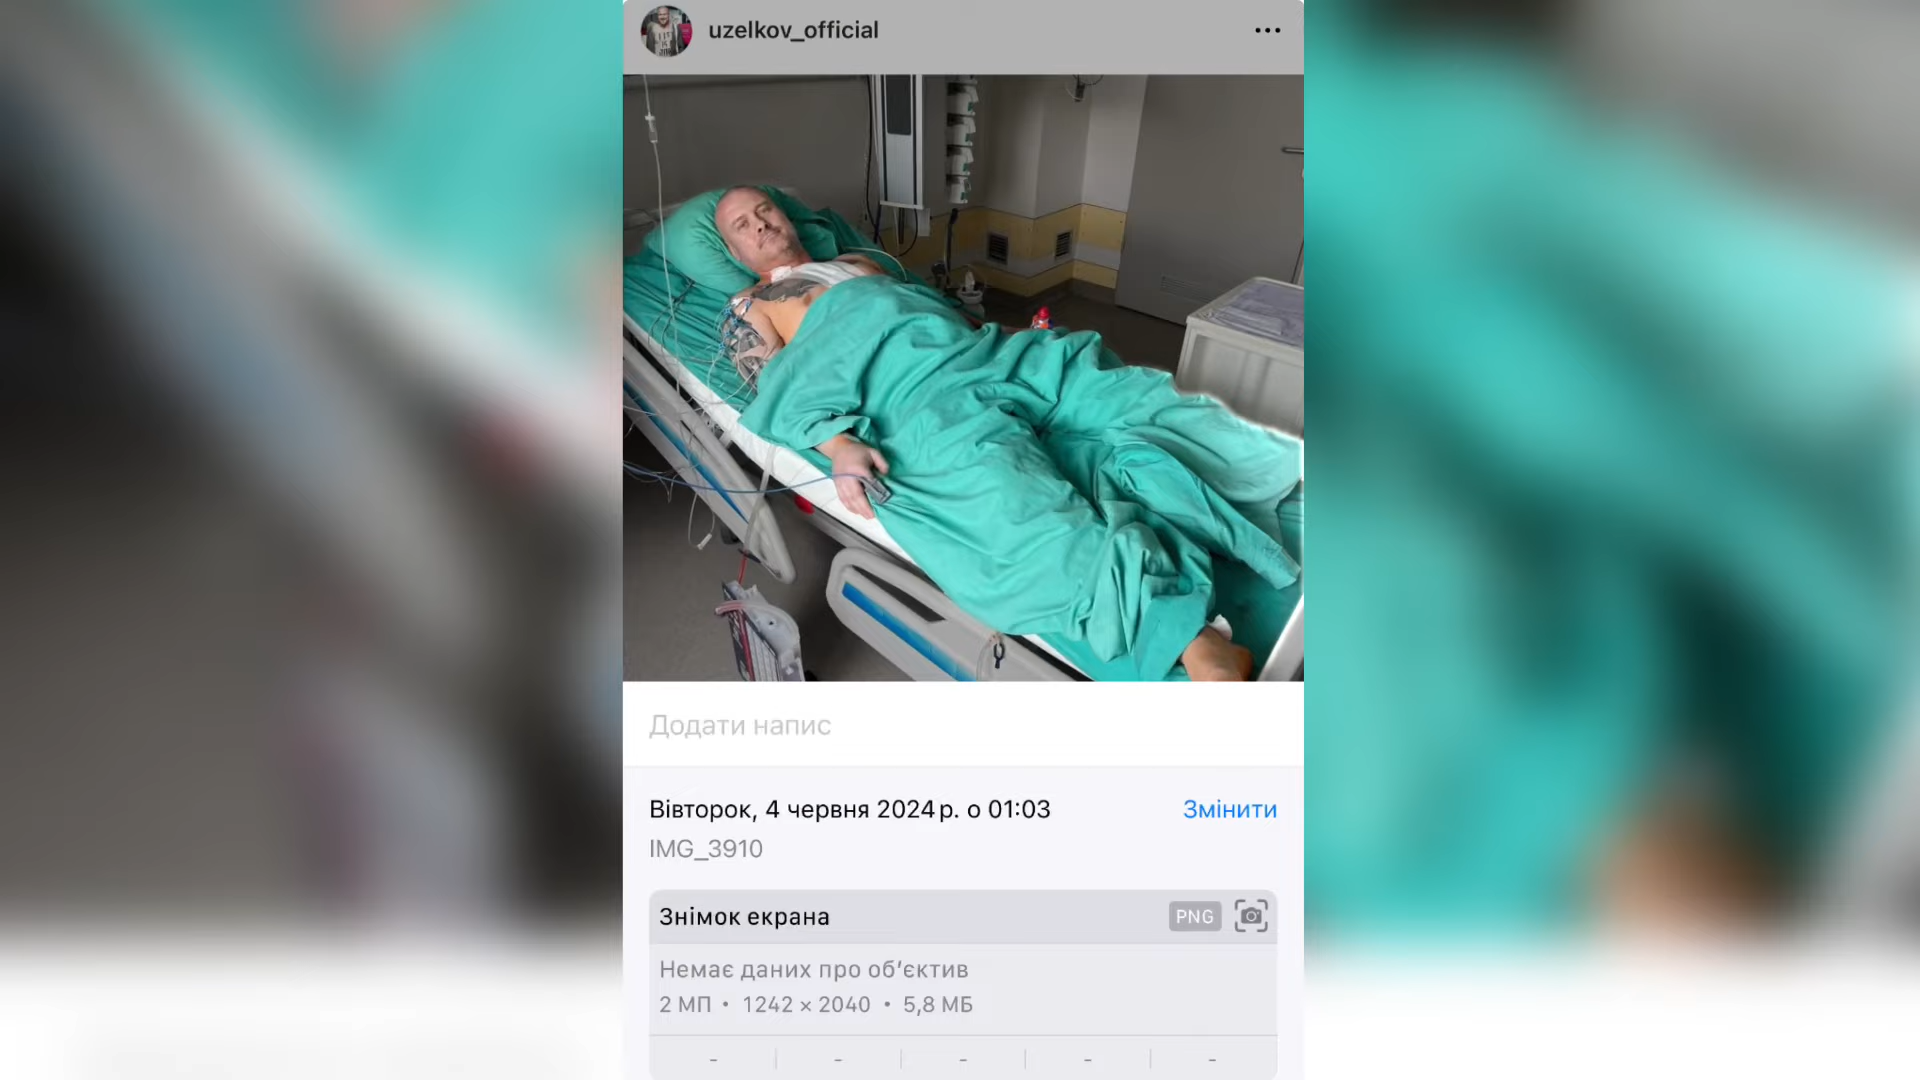 uzelkov_official
Додати напис
Вівторок, 4 червня 2024 р. о 01:03
Змінити
IMG_3910
Знімок екрана
PNG
Немає даних про об’єктив
2 МП • 1242 × 2040 • 5,8 МБ
- - - - -